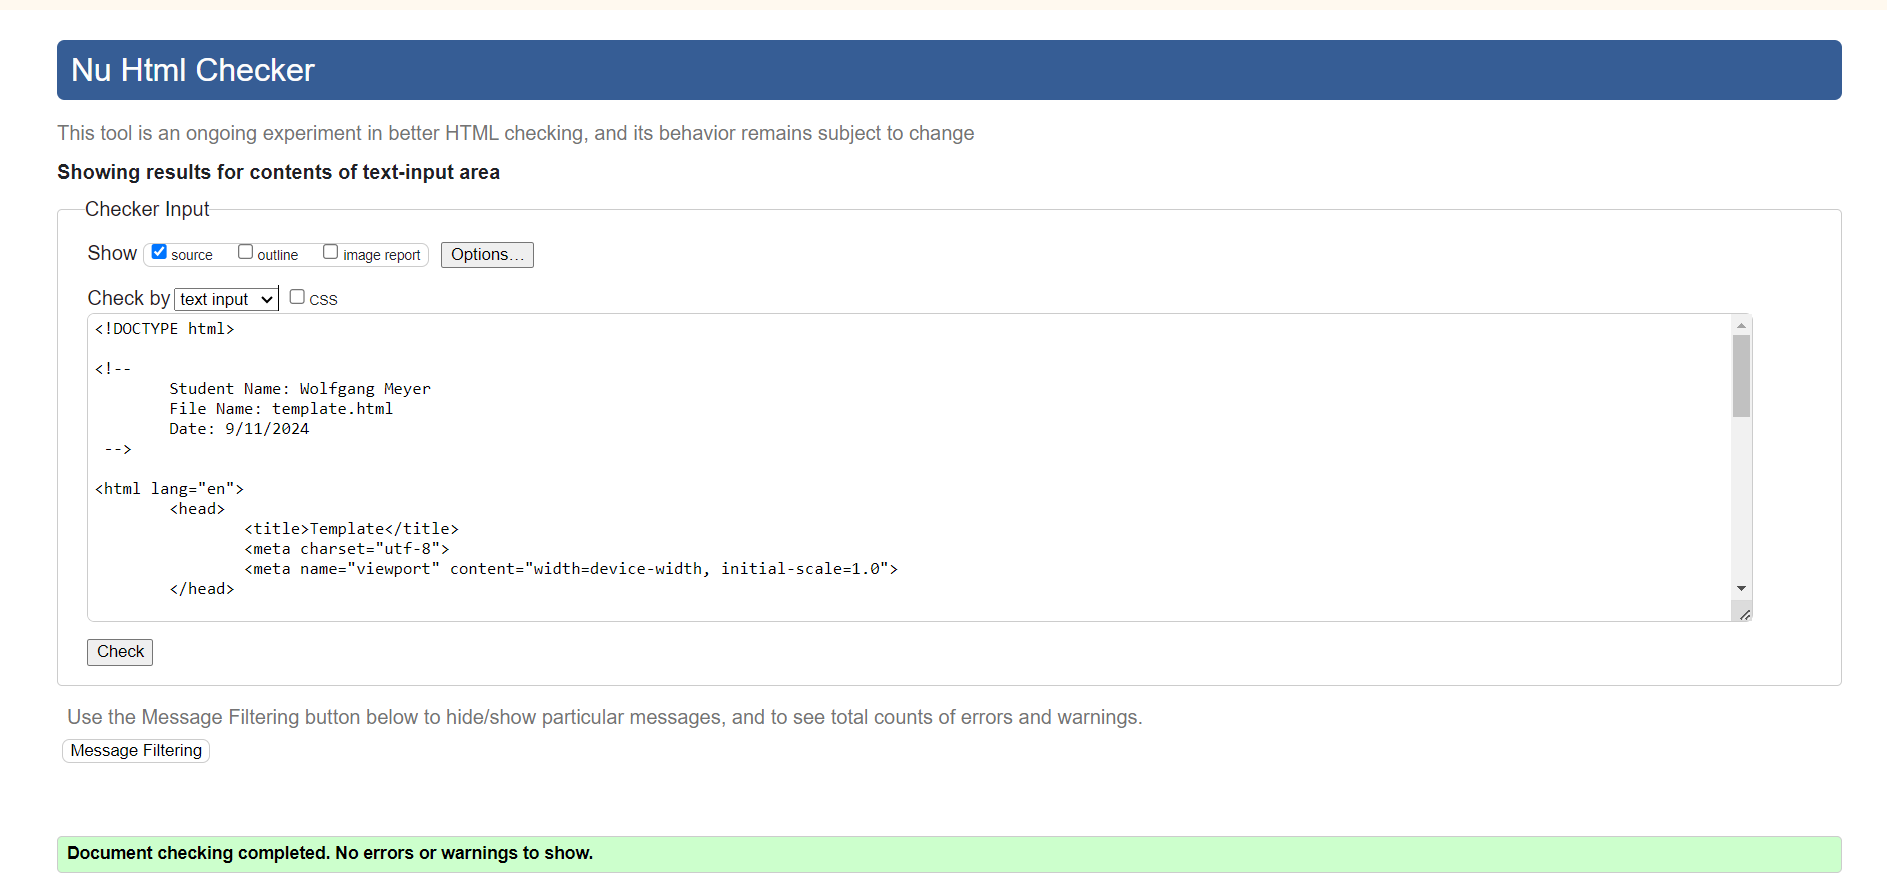 Nu Html Checker
This tool is an ongoing experiment in better HTML checking, and its behavior remains subject to change
Showing results for contents of text-input area
Checker Input
Show source outline image report Options...
Check by text input CSS
<!DOCTYPE html>
<!--
Student Name: Wolfgang Meyer
File Name: template.html
Date: 9/11/2024
-->
<html lang="en">
<head>
<title>Template</title>
<meta charset="utf-8">
<meta name="viewport" content="width=device-width, initial-scale=1.0">
</head>
Check
Use the Message Filtering button below to hide/show particular messages, and to see total counts of errors and warnings.
Message Filtering
Document checking completed. No errors or warnings to show.